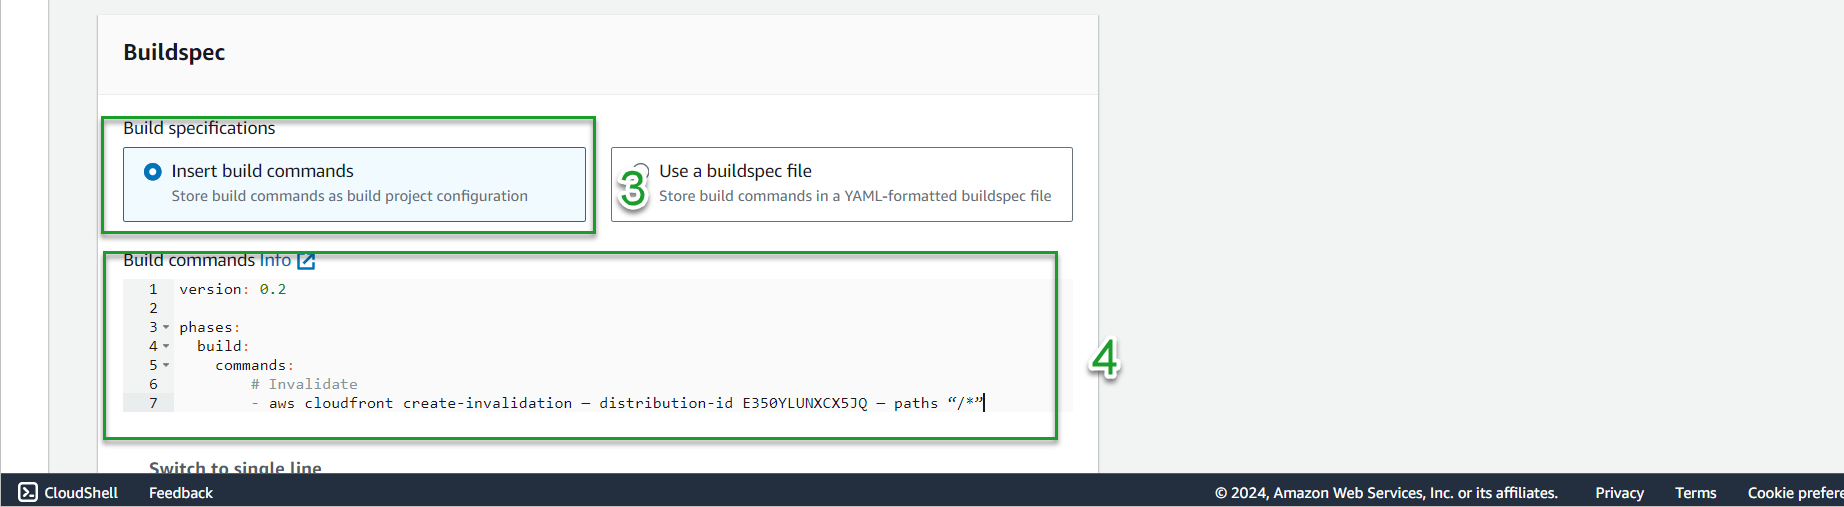 Buildspec
Build specifications
Insert build commands
Store build commands as build project configuration
3
Use a buildspec file
Store build commands in a YAML-formatted buildspec file
Build commands Info
1 version: 0.2
2
3 phases:
4 build:
5 commands:
6 # Invalidate
7 - aws cloudfront create-invalidation — distribution-id E350YLUNXCX5JQ — paths “/*”
4
Switch to single line
CloudShell Feedback © 2024, Amazon Web Services, Inc. or its affiliates. Privacy Terms Cookie prefere